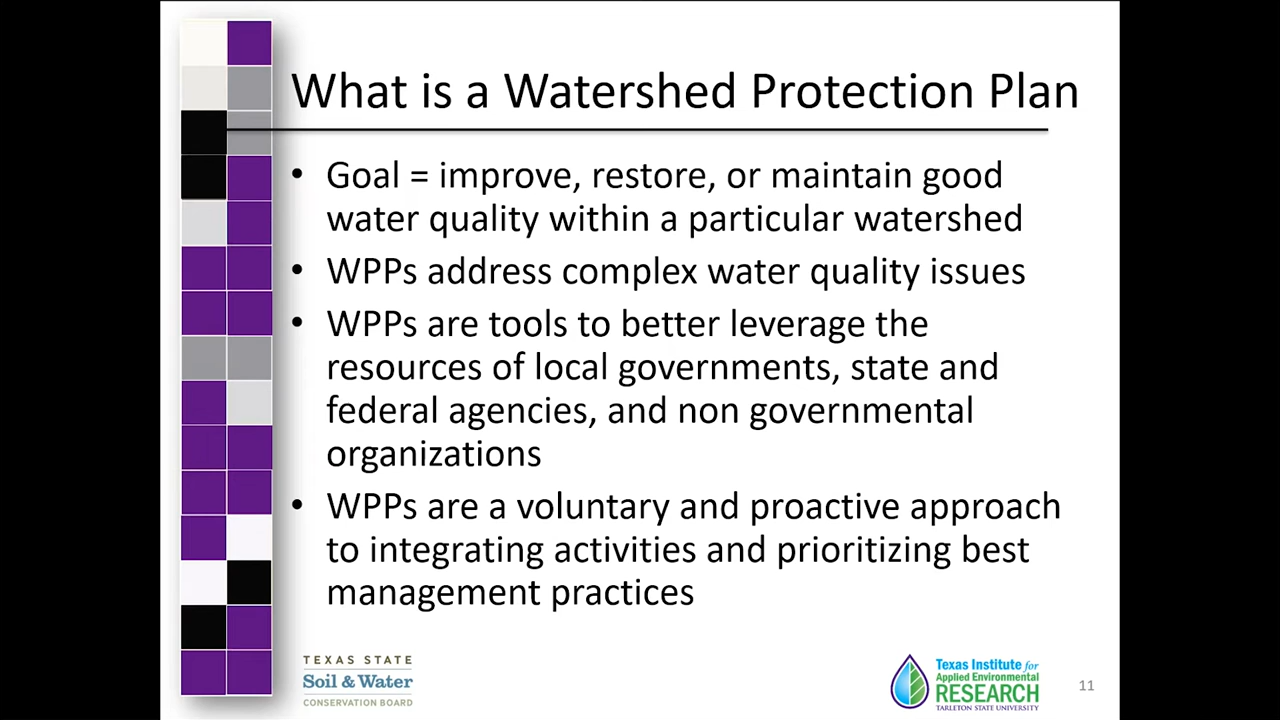 What is a Watershed Protection Plan
• Goal = improve, restore, or maintain good
water quality within a particular watershed
• WPPs address complex water quality issues
• WPPs are tools to better leverage the
resources of local governments, state and
federal agencies, and non governmental
organizations
• WPPs are a voluntary and proactive approach
to integrating activities and prioritizing best
management practices
TEXAS STATE
Soil & Water
CONSERVATION BOARD
Texas Institute for
Applied Environmental
RESEARCH
TARLETON STATE UNIVERSITY
11